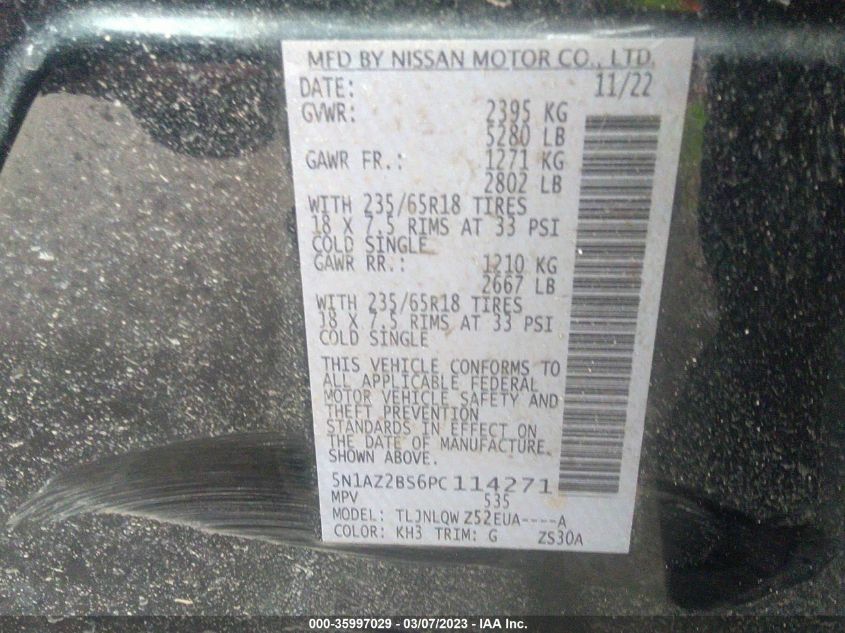 MFD BY NISSAN MOTOR CO., LTD.
DATE: 11/22
GVWR: 2395 KG
5280 LB
GAWR FR.: 1271 KG
2802 LB
WITH 235/65R18 TIRES
18 X 7.5 RIMS AT 33 PSI
COLD SINGLE
GAWR RR.: 1210 KG
2667 LB
WITH 235/65R18 TIRES
18 X 7.5 RIMS AT 33 PSI
COLD SINGLE
THIS VEHICLE CONFORMS TO
ALL APPLICABLE FEDERAL
MOTOR VEHICLE SAFETY AND
THEFT PREVENTION
STANDARDS IN EFFECT ON
THE DATE OF MANUFACTURE
SHOWN ABOVE.
5N1AZ2BS6PC114271
MPV 535
MODEL: TLJNLQW Z52EUA----A
COLOR: KH3 TRIM: G ZS30A
000-35997029 — 03/07/2023 — IAA Inc.